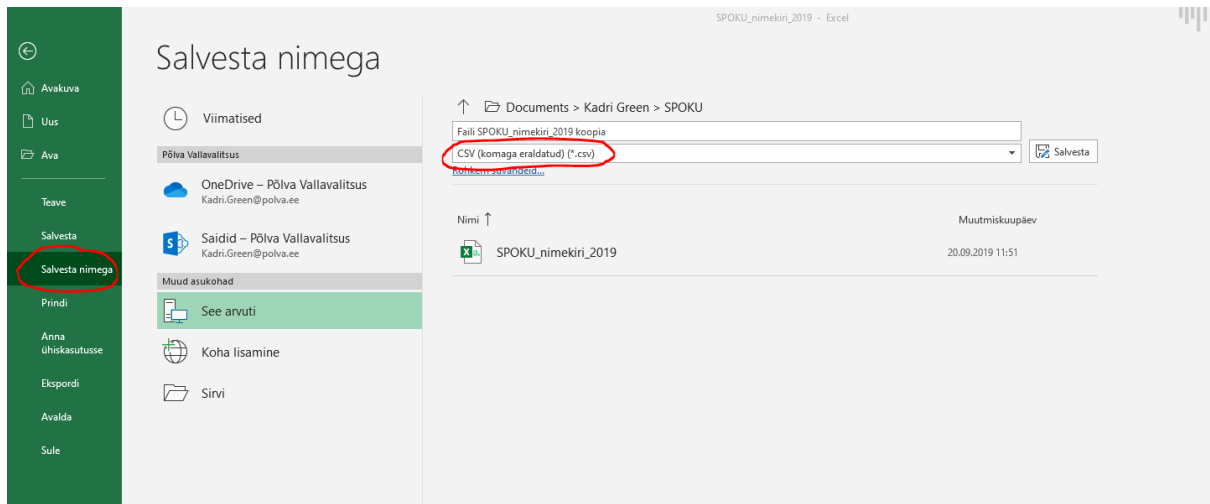 SPOKU_nimekiri_2019 - Excel
Salvesta nimega
Avakuva
Uus
Ava
Teave
Salvesta
Salvesta nimega
Prindi
Anna
ühiskasutusse
Ekspordi
Avalda
Sule
Viimatised
Põlva Vallavalitsus
OneDrive – Põlva Vallavalitsus
Kadri.Green@polva.ee
Saidid – Põlva Vallavalitsus
Kadri.Green@polva.ee
Muud asukohad
See arvuti
Koha lisamine
Sirvi
Documents > Kadri Green > SPOKU
Faili SPOKU_nimekiri_2019 koopia
CSV (komaga eraldatud) (*.csv)
Salvesta
Rohkem suvandeid...
Nimi ↑ Muutmiskuupäev
SPOKU_nimekiri_2019 20.09.2019 11:51